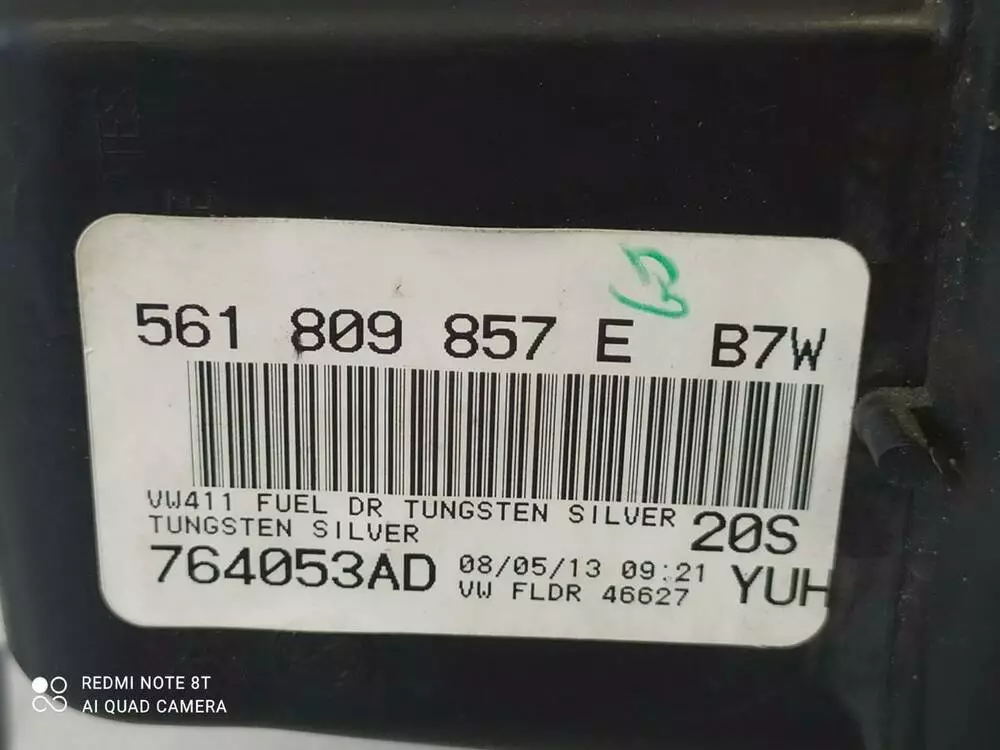 561 809 857 E B7W
VW411 FUEL DR TUNGSTEN SILVER
TUNGSTEN SILVER
20S
764053AD
08/05/13 09:21
VW FLDR 46627
YUH
REDMI NOTE 8T
AI QUAD CAMERA